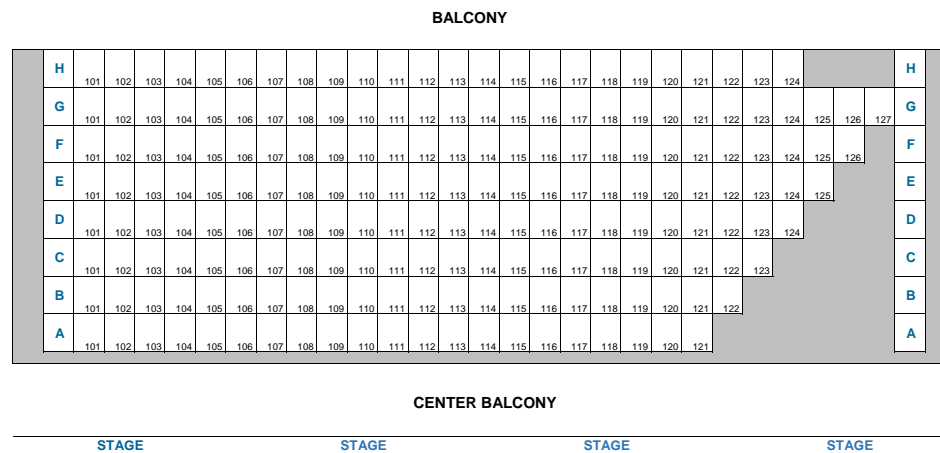 BALCONY
H 101 102 103 104 105 106 107 108 109 110 111 112 113 114 115 116 117 118 119 120 121 122 123 124 H
G 101 102 103 104 105 106 107 108 109 110 111 112 113 114 115 116 117 118 119 120 121 122 123 124 125 126 127 G
F 101 102 103 104 105 106 107 108 109 110 111 112 113 114 115 116 117 118 119 120 121 122 123 124 125 126 F
E 101 102 103 104 105 106 107 108 109 110 111 112 113 114 115 116 117 118 119 120 121 122 123 124 125 E
D 101 102 103 104 105 106 107 108 109 110 111 112 113 114 115 116 117 118 119 120 121 122 123 124 D
C 101 102 103 104 105 106 107 108 109 110 111 112 113 114 115 116 117 118 119 120 121 122 123 C
B 101 102 103 104 105 106 107 108 109 110 111 112 113 114 115 116 117 118 119 120 121 122 B
A 101 102 103 104 105 106 107 108 109 110 111 112 113 114 115 116 117 118 119 120 121 A
CENTER BALCONY
STAGE STAGE STAGE STAGE